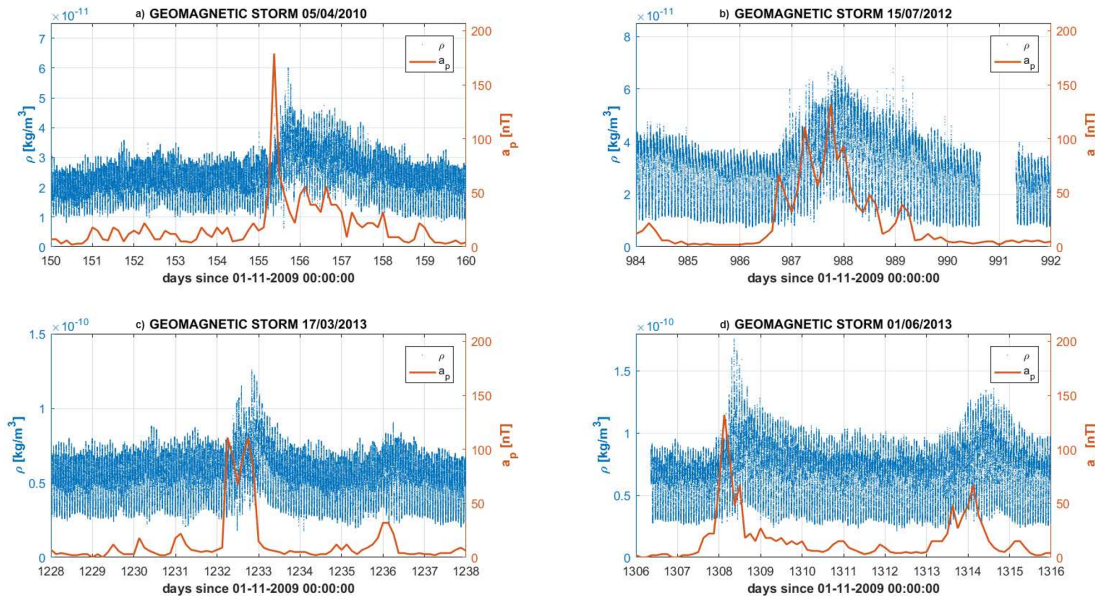 a) GEOMAGNETIC STORM 05/04/2010
×10⁻¹¹
7
6
5
4
3
2
1
0
ρ [kg/m³]
200
150
100
50
0
aₚ [nT]
ρ
aₚ
150 151 152 153 154 155 156 157 158 159 160
days since 01-11-2009 00:00:00
b) GEOMAGNETIC STORM 15/07/2012
×10⁻¹¹
8
6
4
2
0
ρ [kg/m³]
200
150
100
50
0
aₚ [nT]
ρ
aₚ
984 985 986 987 988 989 990 991 992
days since 01-11-2009 00:00:00
c) GEOMAGNETIC STORM 17/03/2013
×10⁻¹⁰
1.5
1
0.5
0
ρ [kg/m³]
200
150
100
50
0
aₚ [nT]
ρ
aₚ
1228 1229 1230 1231 1232 1233 1234 1235 1236 1237 1238
days since 01-11-2009 00:00:00
d) GEOMAGNETIC STORM 01/06/2013
×10⁻¹⁰
1.5
1
0.5
0
ρ [kg/m³]
200
150
100
50
0
a [nT]
ρ
aₚ
1306 1307 1308 1309 1310 1311 1312 1313 1314 1315 1316
days since 01-11-2009 00:00:00